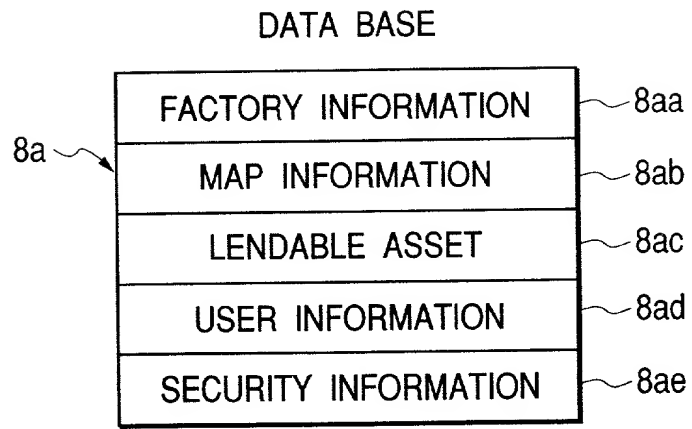 DATA BASE
FACTORY INFORMATION 8aa
8a MAP INFORMATION 8ab
LENDABLE ASSET 8ac
USER INFORMATION 8ad
SECURITY INFORMATION 8ae